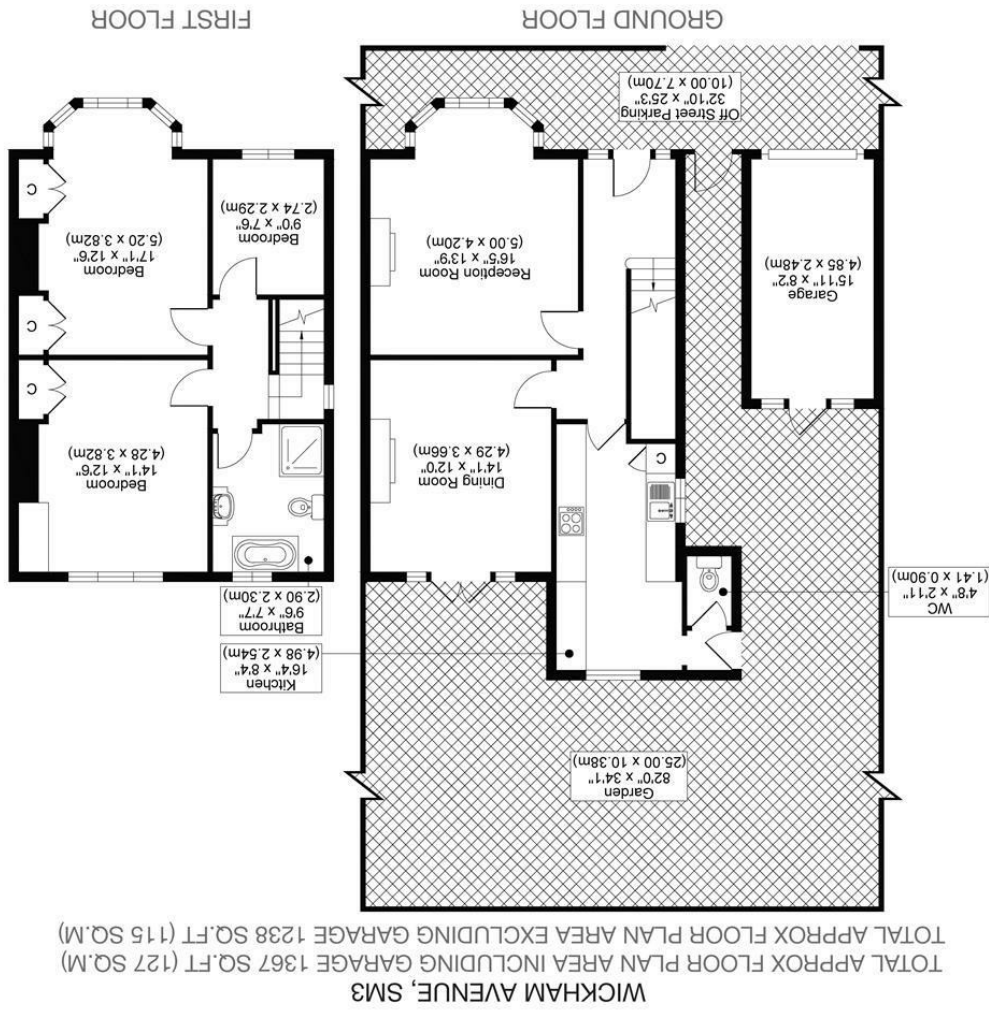 WICKHAM AVENUE, SM3
TOTAL APPROX FLOOR PLAN AREA INCLUDING GARAGE 1367 SQ.FT (127 SQ.M)
TOTAL APPROX FLOOR PLAN AREA EXCLUDING GARAGE 1238 SQ.FT (115 SQ.M)
Garden
82'0" x 34'1"
(25.00 x 10.38m)
Kitchen
16'4" x 8'4"
(4.98 x 2.54m)
WC
4'8" x 2'11"
(1.41 x 0.90m)
Dining Room
14'1" x 12'0"
(4.29 x 3.66m)
C
Garage
15'11" x 8'2"
(4.85 x 2.48m)
Reception Room
16'5" x 13'9"
(5.00 x 4.20m)
Off Street Parking
32'10" x 25'3"
(10.00 x 7.70m)
GROUND FLOOR
Bathroom
9'6" x 7'7"
(2.90 x 2.30m)
Bedroom
14'1" x 12'6"
(4.28 x 3.82m)
C
C
Bedroom
17'1" x 12'6"
(5.20 x 3.82m)
C
Bedroom
9'0" x 7'6"
(2.74 x 2.29m)
FIRST FLOOR